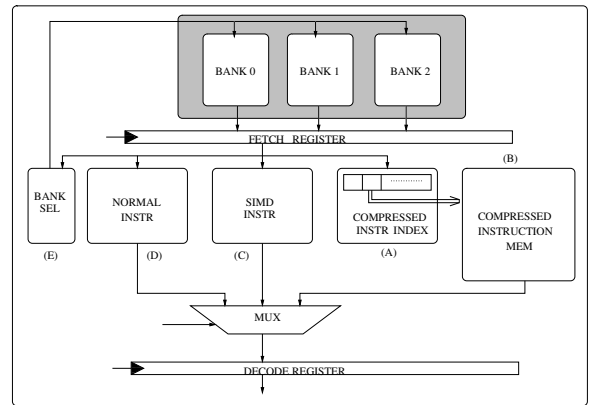 BANK 0
BANK 1
BANK 2
FETCH REGISTER
(B)
BANK
SEL
NORMAL
INSTR
SIMD
INSTR
COMPRESSED
INSTR INDEX
COMPRESSED
INSTRUCTION
MEM
(E)
(D)
(C)
(A)
MUX
DECODE REGISTER